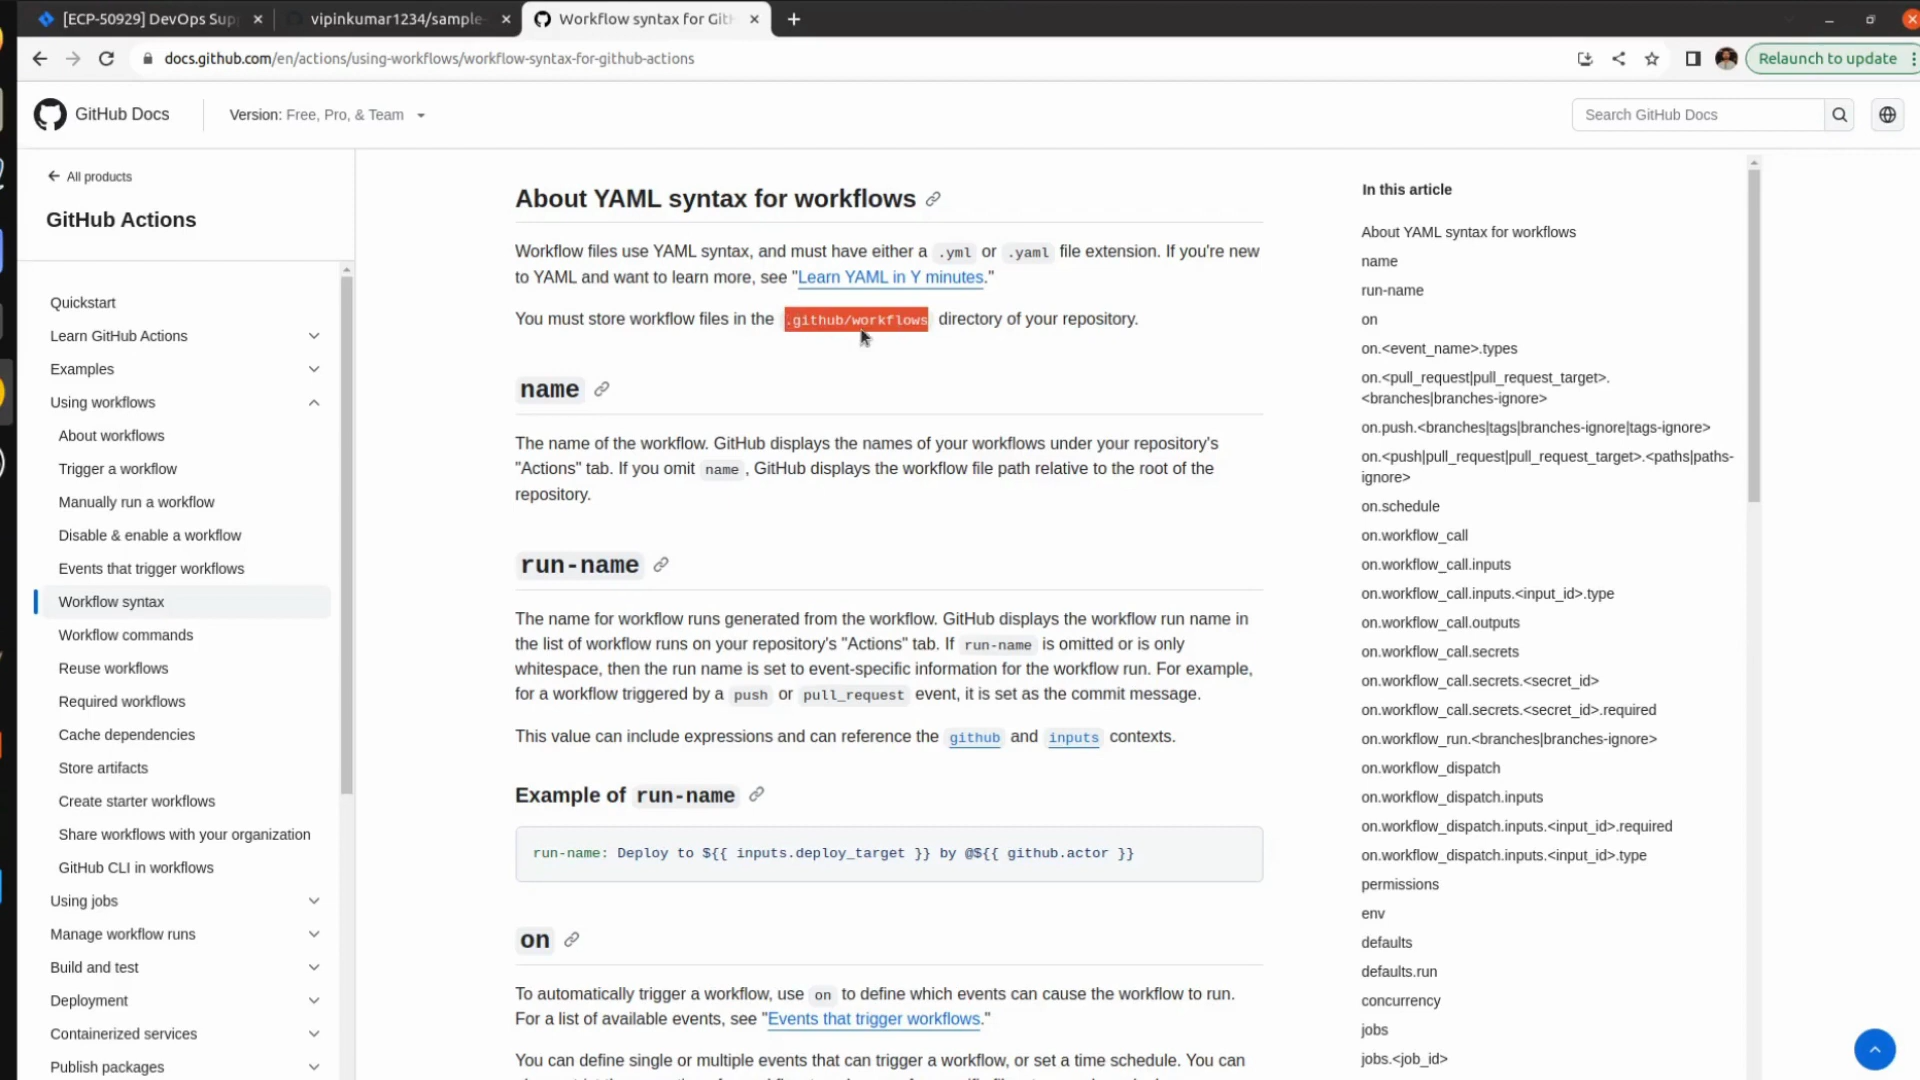 [ECP-50929] DevOps Sup
vipinkumar1234/sample-
Workflow syntax for Git
docs.github.com/en/actions/using-workflows/workflow-syntax-for-github-actions
Relaunch to update
GitHub Docs
Version: Free, Pro, & Team
Search GitHub Docs
All products
GitHub Actions
Quickstart
Learn GitHub Actions
Examples
Using workflows
About workflows
Trigger a workflow
Manually run a workflow
Disable & enable a workflow
Events that trigger workflows
Workflow syntax
Workflow commands
Reuse workflows
Required workflows
Cache dependencies
Store artifacts
Create starter workflows
Share workflows with your organization
GitHub CLI in workflows
Using jobs
Manage workflow runs
Build and test
Deployment
Containerized services
Publish packages
About YAML syntax for workflows
Workflow files use YAML syntax, and must have either a .yml or .yaml file extension. If you're new
to YAML and want to learn more, see "Learn YAML in Y minutes."
You must store workflow files in the .github/workflows directory of your repository.
name
The name of the workflow. GitHub displays the names of your workflows under your repository's
"Actions" tab. If you omit name, GitHub displays the workflow file path relative to the root of the
repository.
run-name
The name for workflow runs generated from the workflow. GitHub displays the workflow run name in
the list of workflow runs on your repository's "Actions" tab. If run-name is omitted or is only
whitespace, then the run name is set to event-specific information for the workflow run. For example,
for a workflow triggered by a push or pull_request event, it is set as the commit message.
This value can include expressions and can reference the github and inputs contexts.
Example of run-name
run-name: Deploy to ${{ inputs.deploy_target }} by @${{ github.actor }}
on
To automatically trigger a workflow, use on to define which events can cause the workflow to run.
For a list of available events, see "Events that trigger workflows."
You can define single or multiple events that can trigger a workflow, or set a time schedule. You can
In this article
About YAML syntax for workflows
name
run-name
on
on.<event_name>.types
on.<pull_request|pull_request_target>.
<branches|branches-ignore>
on.push.<branches|tags|branches-ignore|tags-ignore>
on.<push|pull_request|pull_request_target>.<paths|paths-
ignore>
on.schedule
on.workflow_call
on.workflow_call.inputs
on.workflow_call.inputs.<input_id>.type
on.workflow_call.outputs
on.workflow_call.secrets
on.workflow_call.secrets.<secret_id>
on.workflow_call.secrets.<secret_id>.required
on.workflow_run.<branches|branches-ignore>
on.workflow_dispatch
on.workflow_dispatch.inputs
on.workflow_dispatch.inputs.<input_id>.required
on.workflow_dispatch.inputs.<input_id>.type
permissions
env
defaults
defaults.run
concurrency
jobs
jobs.<job_id>